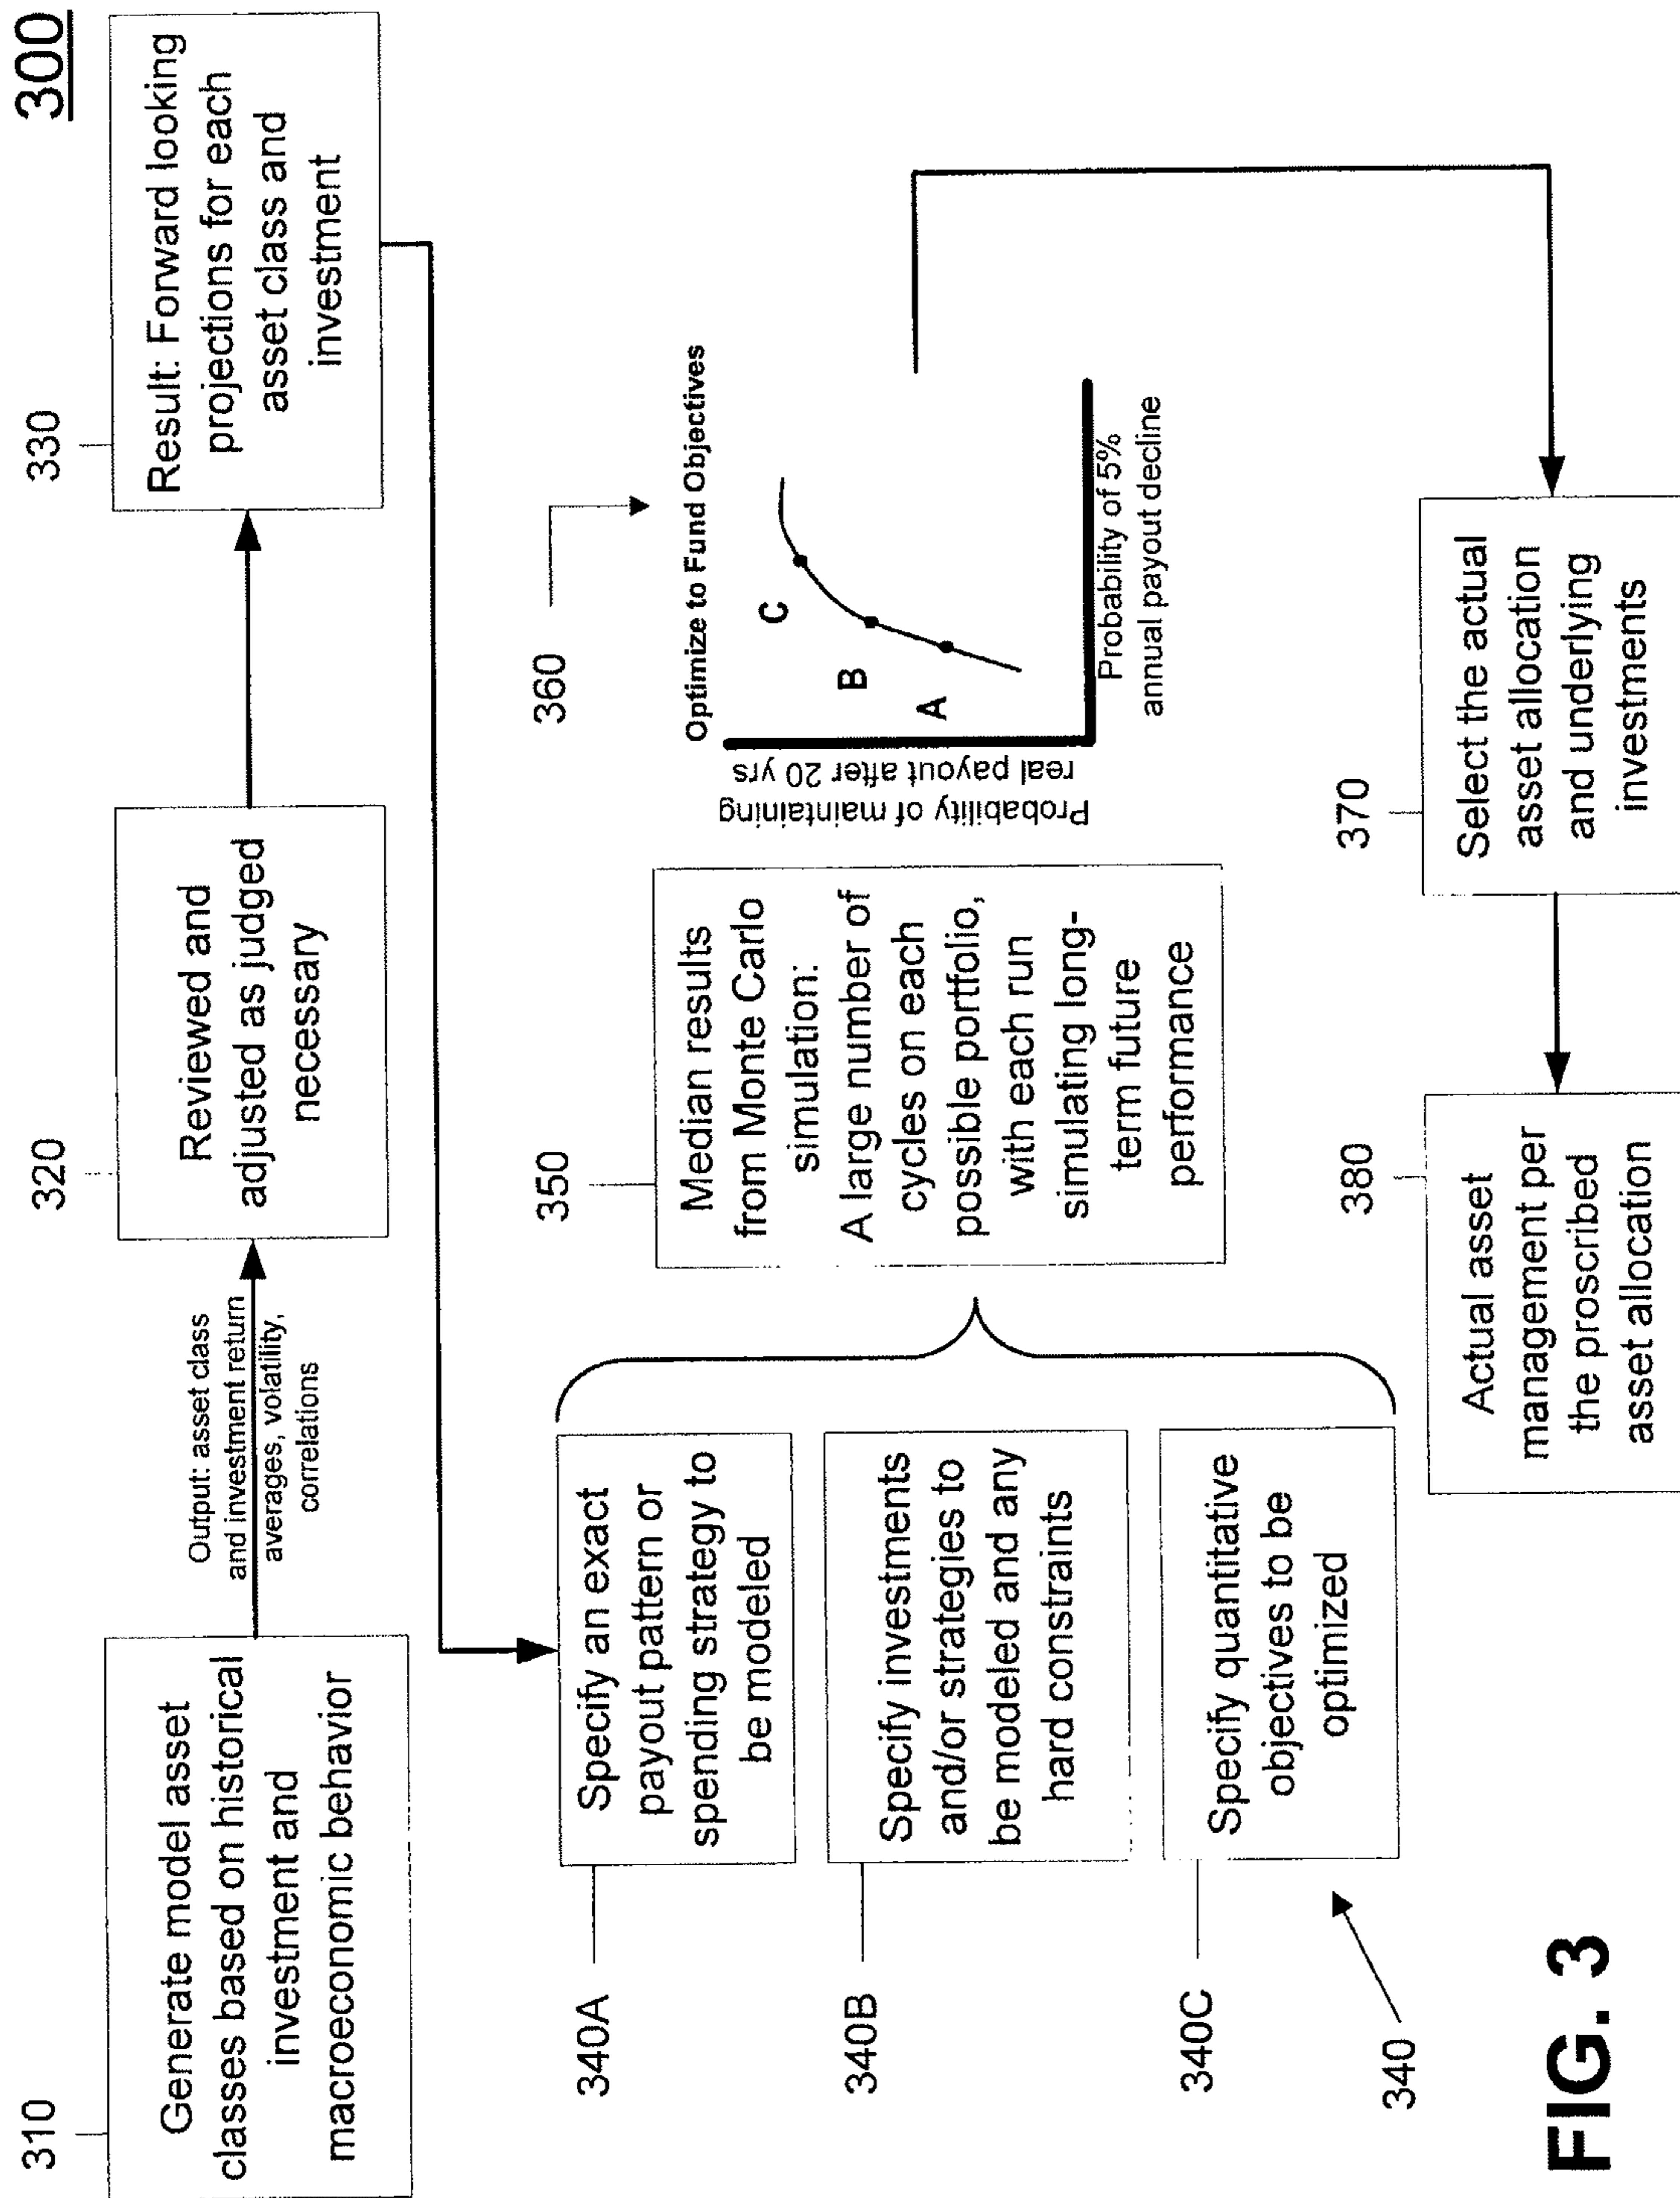 300
310
Generate model asset
classes based on historical
investment and
macroeconomic behavior
Output: asset class
and investment return
averages, volatility,
correlations
320
Reviewed and
adjusted as judged
necessary
330
Result: Forward looking
projections for each
asset class and
investment
340A
Specify an exact
payout pattern or
spending strategy to
be modeled
340B
Specify investments
and/or strategies to
be modeled and any
hard constraints
340C
Specify quantitative
objectives to be
optimized
340
350
Median results
from Monte Carlo
simulation:
A large number of
cycles on each
possible portfolio,
with each run
simulating long-
term future
performance
360
Optimize to Fund Objectives
Probability of maintaining
real payout after 20 yrs
A
B
C
Probability of 5%
annual payout decline
370
Select the actual
asset allocation
and underlying
investments
380
Actual asset
management per
the proscribed
asset allocation
FIG. 3